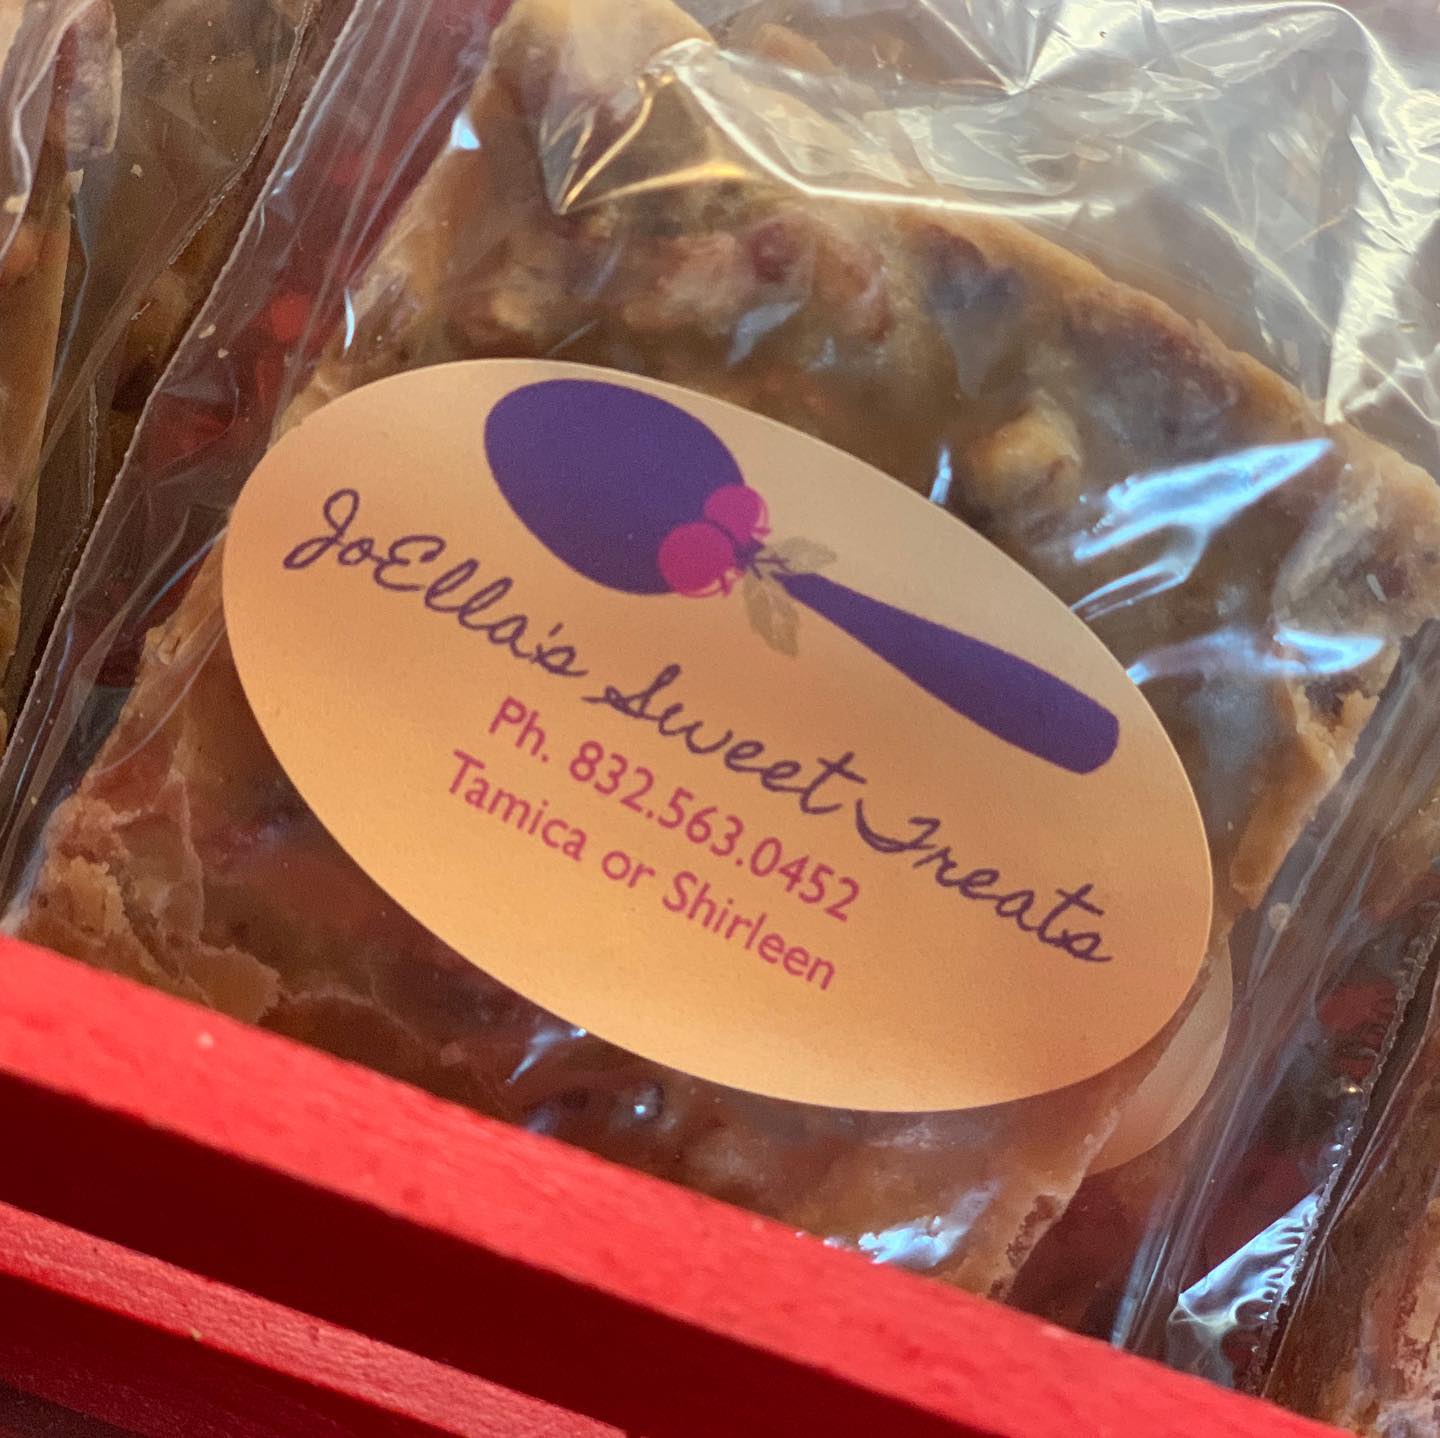 JoElla's Sweet Treats
Ph. 832.563.0452
Tamica or Shirleen